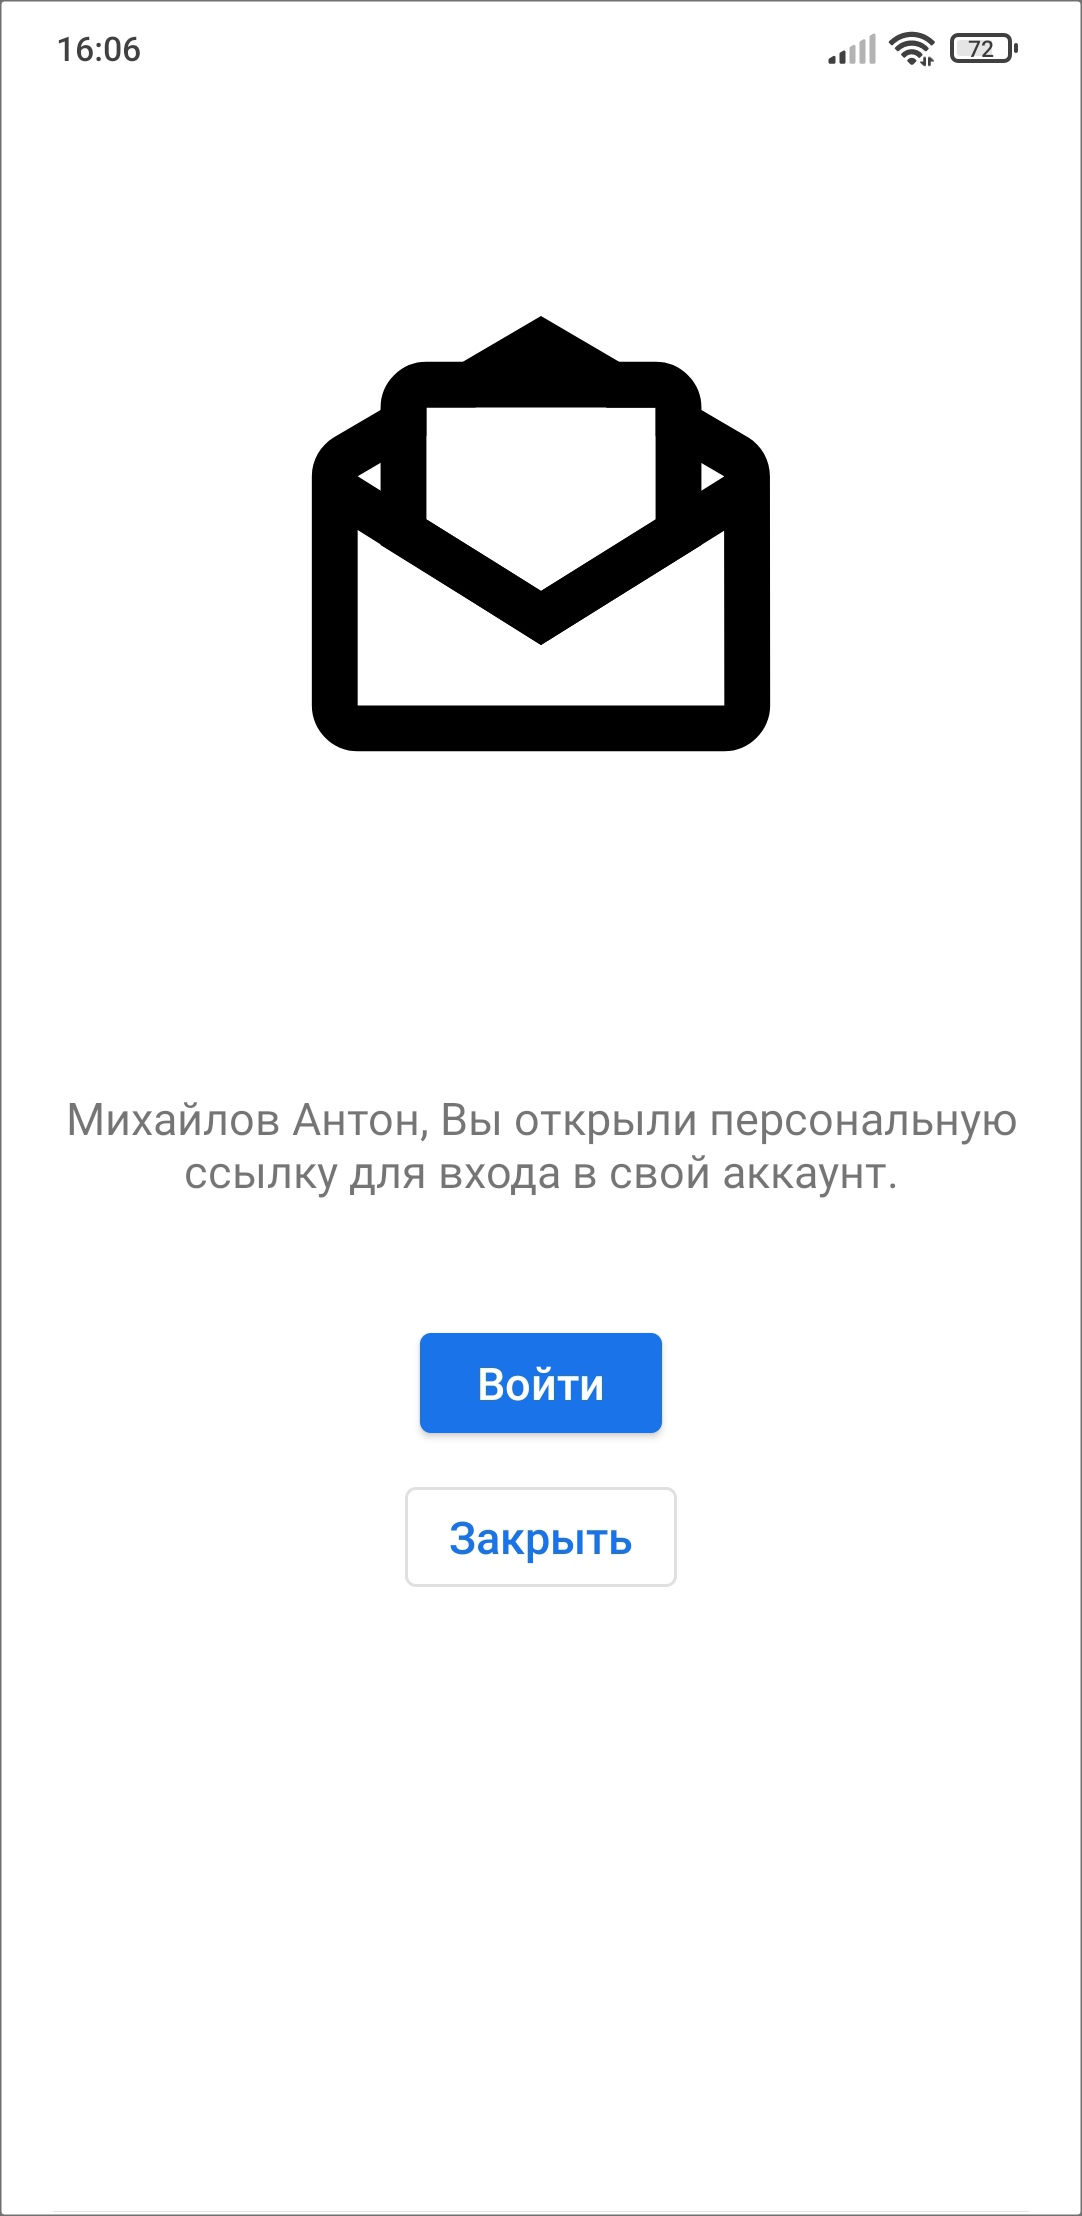 16:06
72
Михайлов Антон, Вы открыли персональную
ссылку для входа в свой аккаунт.
Войти
Закрыть